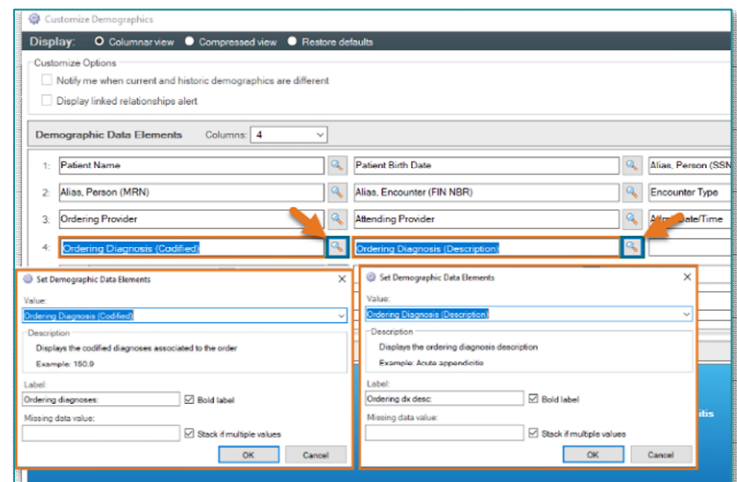 Customize Demographics
Display: Columnar view Compressed view Restore defaults
Customize Options
Notify me when current and historic demographics are different
Display linked relationships alert
Demographic Data Elements Columns: 4
1: Patient Name Patient Birth Date Alias, Person (SSN
2: Alias, Person (MRN) Alias, Encounter (FIN NBR) Encounter Type
3: Ordering Provider Attending Provider Date/Time
4: Ordering Diagnosis (Codified) Ordering Diagnosis (Description)
Set Demographic Data Elements
Value:
Ordering Diagnosis (Codified)
Description
Displays the codified diagnoses associated to the order
Example: 150.9
Label:
Ordering diagnoses: Bold label
Missing data value:
Stack if multiple values
OK Cancel
Set Demographic Data Elements
Value:
Ordering Diagnosis (Description)
Description
Displays the ordering diagnosis description
Example: Acute appendicitis
Label:
Ordering dx desc: Bold label
Missing data value:
Stack if multiple values
OK Cancel
itis